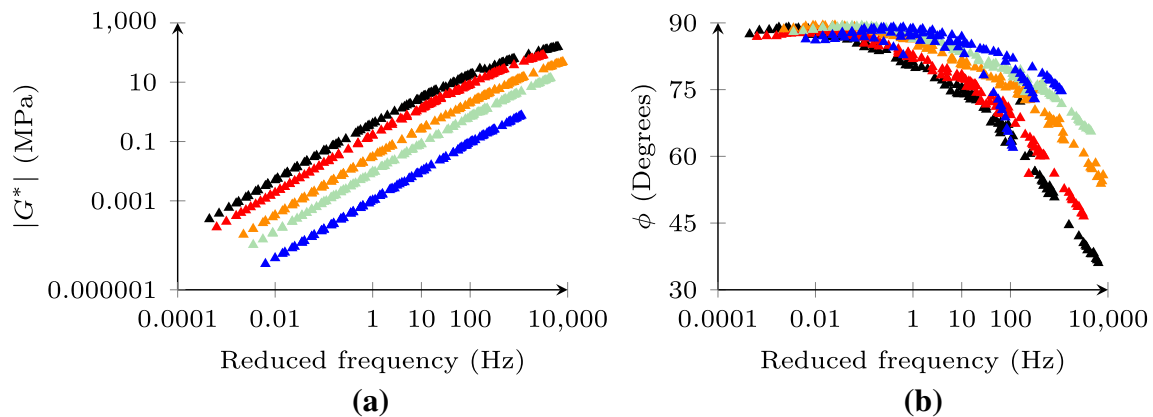 1,000
10
0.1
0.001
0.000001
|G*| (MPa)
0.0001 0.01 1 10 100 10,000
Reduced frequency (Hz)
(a)
90
75
60
45
30
ϕ (Degrees)
0.0001 0.01 1 10 100 10,000
Reduced frequency (Hz)
(b)